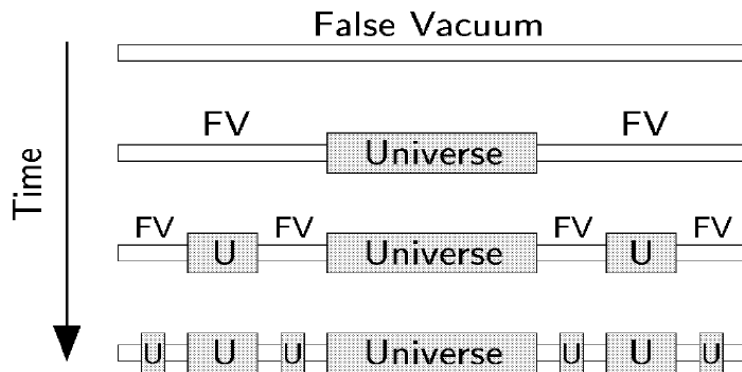 False Vacuum
Time
FV FV
Universe
FV FV FV FV
U Universe U
U U U Universe U U U